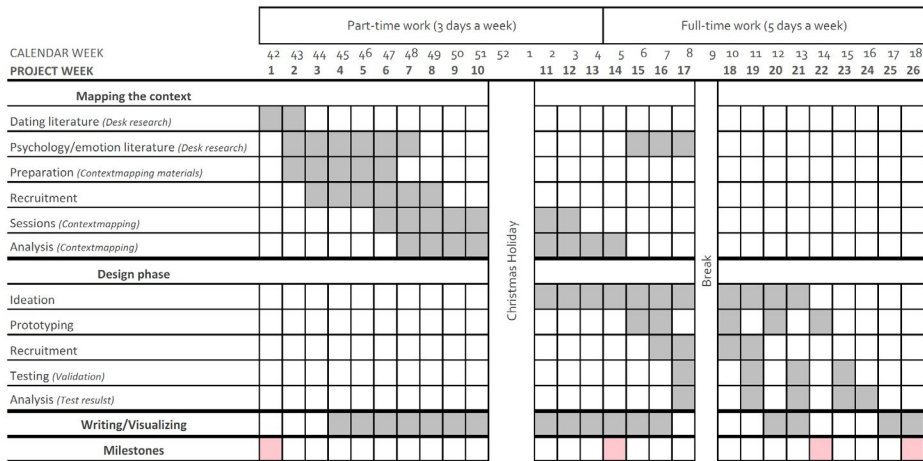 Part-time work (3 days a week) Full-time work (5 days a week)
CALENDAR WEEK 42 43 44 45 46 47 48 49 50 51 52 1 2 3 4 5 6 7 8 9 10 11 12 13 14 15 16 17 18
PROJECT WEEK 1 2 3 4 5 6 7 8 9 10 11 12 13 14 15 16 17 18 19 20 21 22 23 24 25 26
Mapping the context
Dating literature (Desk research)
Psychology/emotion literature (Desk research)
Preparation (Contextmapping materials)
Recruitment
Sessions (Contextmapping)
Analysis (Contextmapping)
Christmas Holiday
Break
Design phase
Ideation
Prototyping
Recruitment
Testing (Validation)
Analysis (Test resulst)
Writing/Visualizing
Milestones